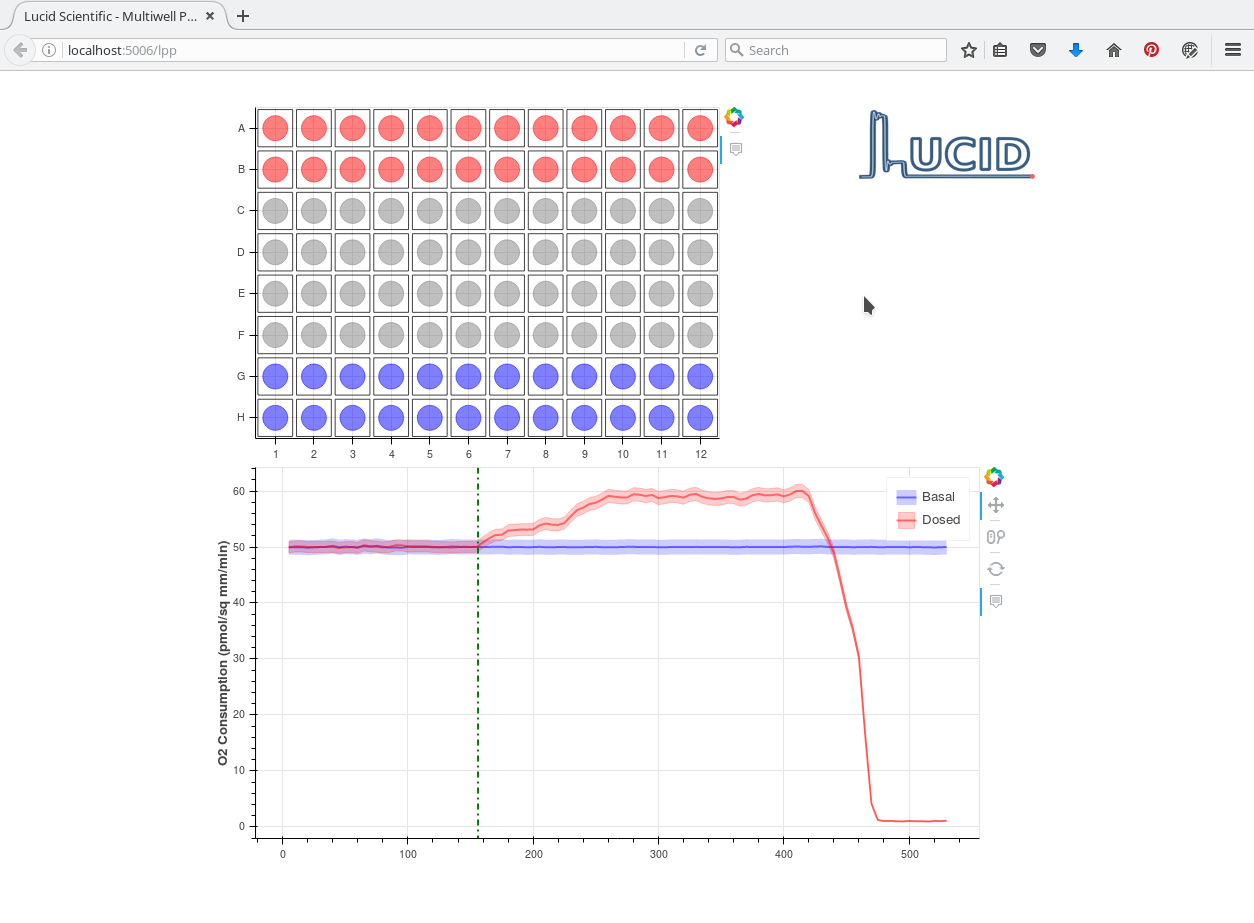 Lucid Scientific - Multiwell P...
localhost:5006/lpp
Search
A
B
C
D
E
F
G
H
1 2 3 4 5 6 7 8 9 10 11 12
LUCID
O2 Consumption (pmol/sq mm/min)
60
50
40
30
20
10
0
Basal
Dosed
0 100 200 300 400 500